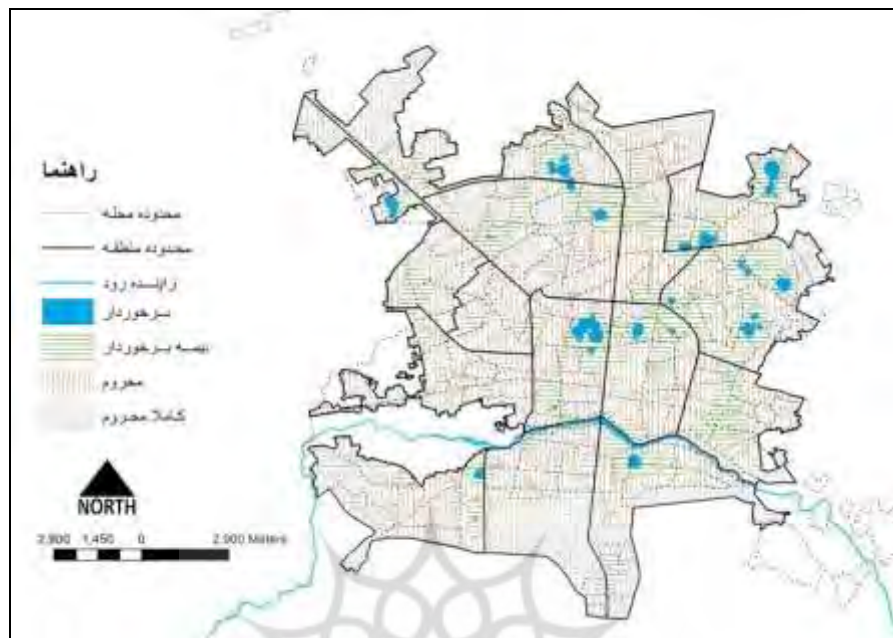 راهنما
محدوده محله
محدوده منطقه
زاینده رود
برخوردار
نیمه برخوردار
محروم
کاملا محروم
NORTH
2,900 1,450 0 2,900 Meters